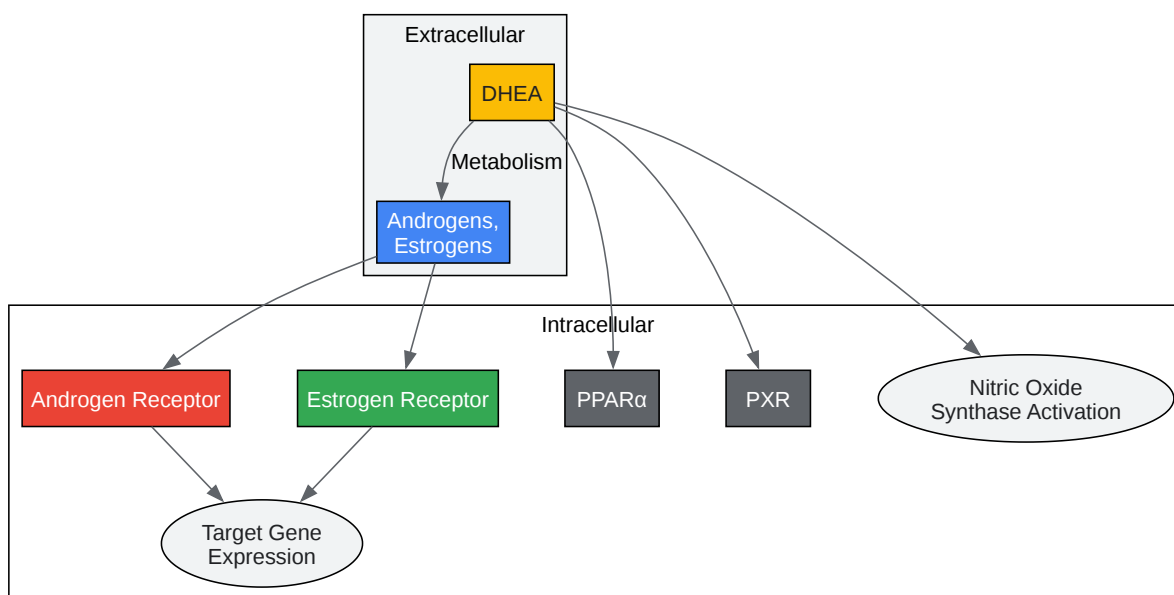 Extracellular
DHEA
Metabolism
Androgens,
Estrogens
Intracellular
Androgen Receptor
Estrogen Receptor
PPARα
PXR
Nitric Oxide
Synthase Activation
Target Gene
Expression